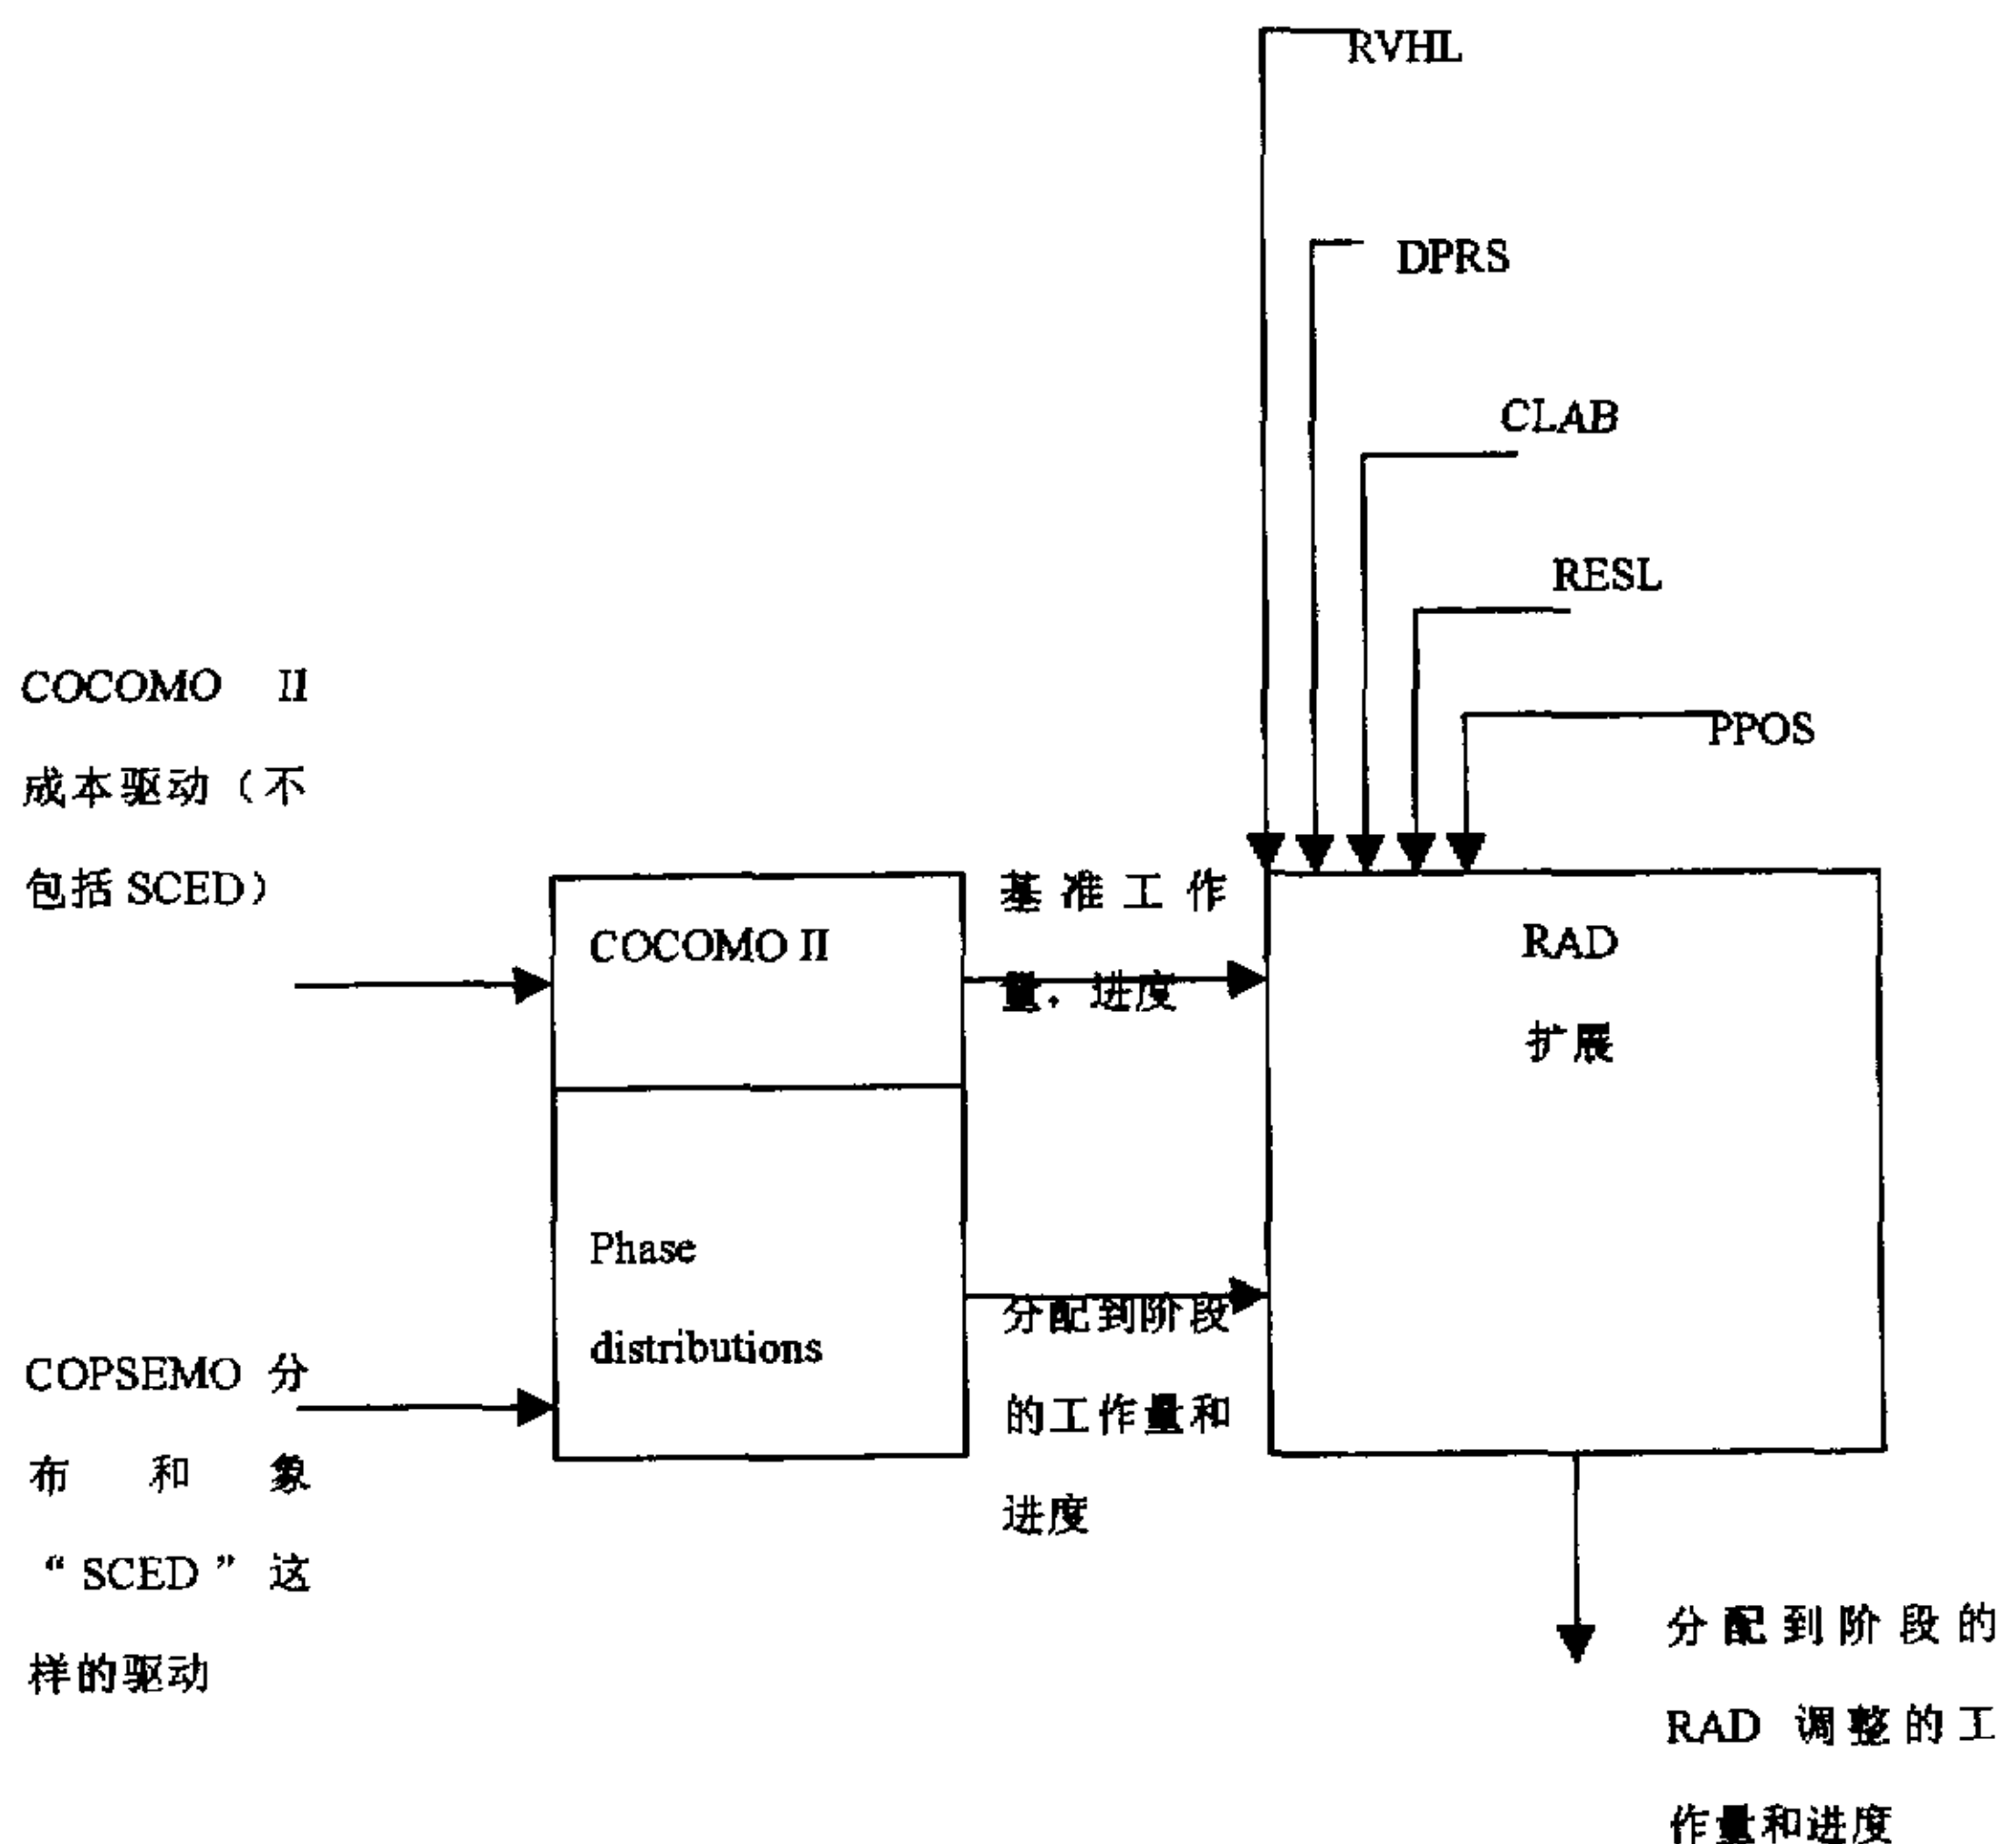 RVHL
DPRS
CLAB
RESL
PPOS
COCOMO II
成本驱动（不
包括 SCED）
COCOMO II
Phase
distributions
COPSEMO 分
布 和 象
“ SCED ” 这
样的驱动
基准工作
量，进度
分配到阶段
的工作量和
进度
RAD
扩展
分配到阶段的
RAD 调整的工
作量和进度